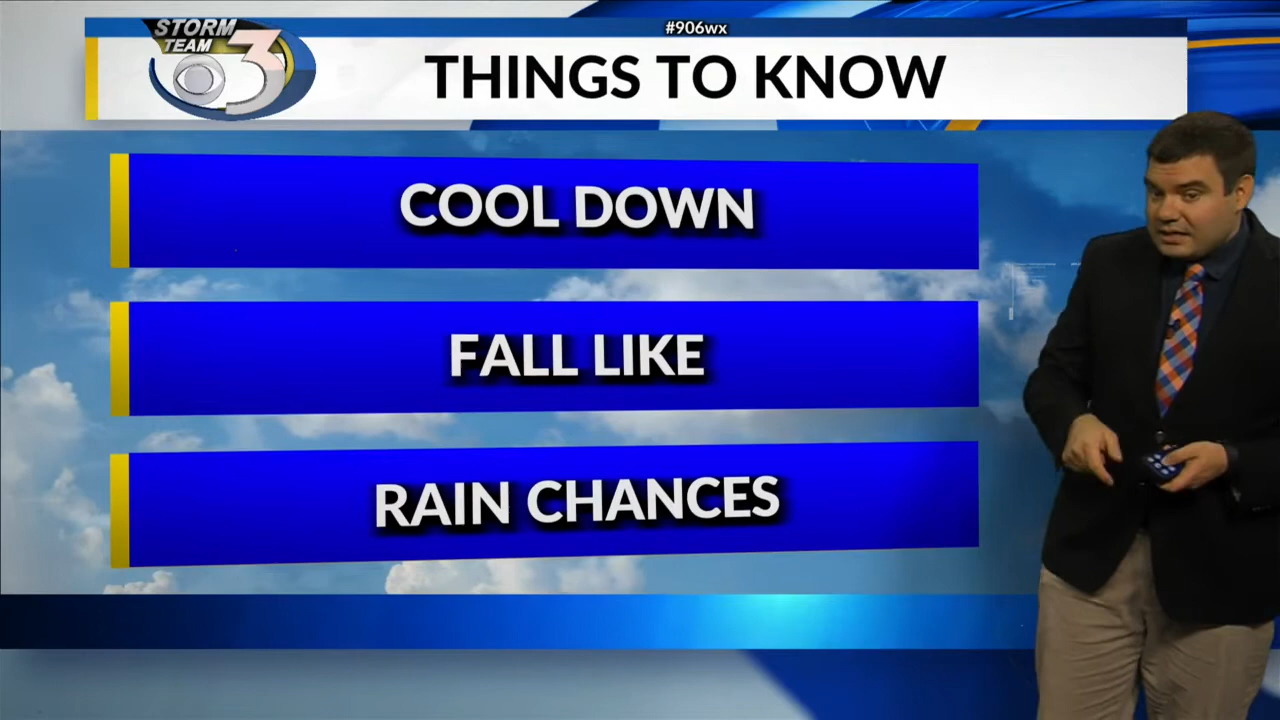 #906wx
STORM
TEAM
3
THINGS TO KNOW
COOL DOWN
FALL LIKE
RAIN CHANCES